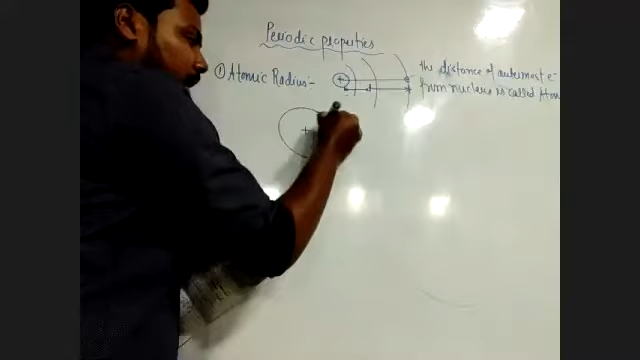 Periodic properties
① Atomic Radius:-
+
d
the distance of outermost e-
from nucleus is called Atom
+